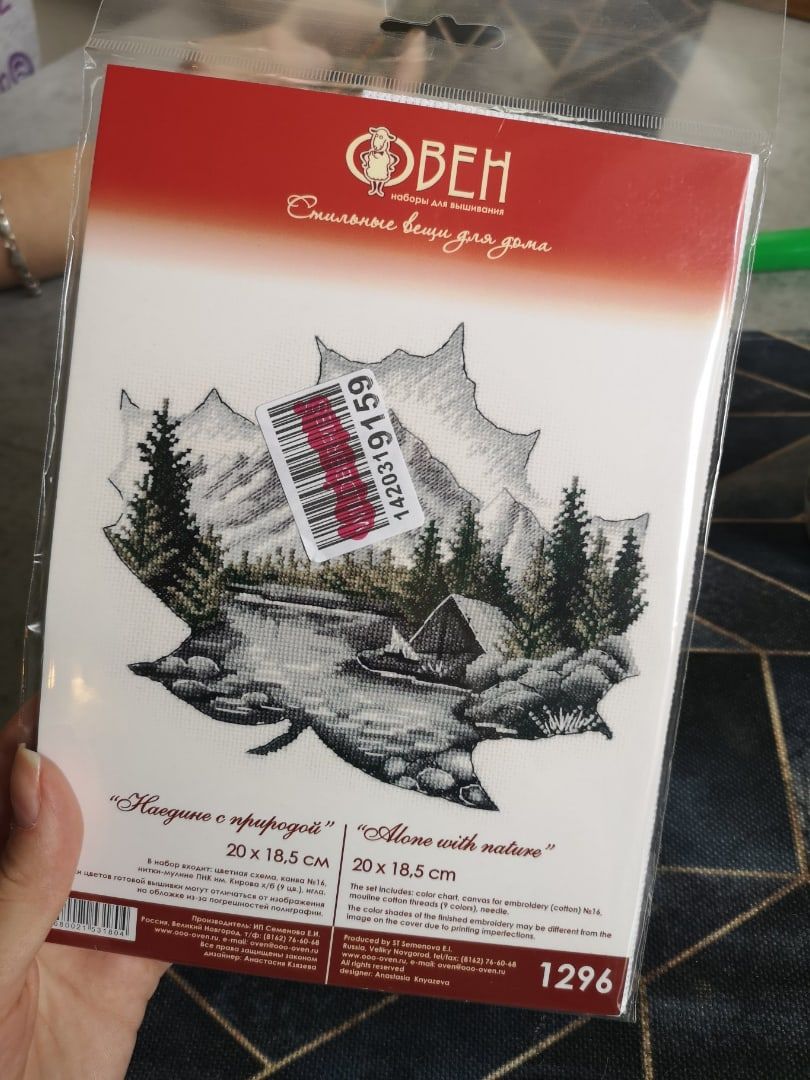 ОВЕН
наборы для вышивания
Стильные вещи для дома
1420319159
"Наедине с природой"
20 х 18,5 см
В набор входит: цветная схема, канва №16,
нитки-мулине ПНК им. Кирова х/б (9 цв.), игла.
цветов готовой вышивки могут отличаться от изображения
на обложке из-за погрешностей полиграфии.
Производитель: ИП Семенова Е.И.
Россия, Великий Новгород, т/ф: (8162) 76-60-68
www.ooo-oven.ru, e-mail: oven@ooo-oven.ru
Все права защищены законом
дизайнер: Анастасия Князева
"Alone with nature"
20 x 18,5 cm
The set includes: color chart, canvas for embroidery (cotton) №16,
mouline cotton threads (9 colors), needle.
The color shades of the finished embroidery may be different from the
image on the cover due to printing imperfections.
Produced by ST Semenova E.I.
Russia, Veliky Novgorod, tel/fax: (8162) 76-60-68
www.ooo-oven.ru, e-mail: oven@ooo-oven.ru
All rights reserved
designer: Anastasia Knyazeva
1296